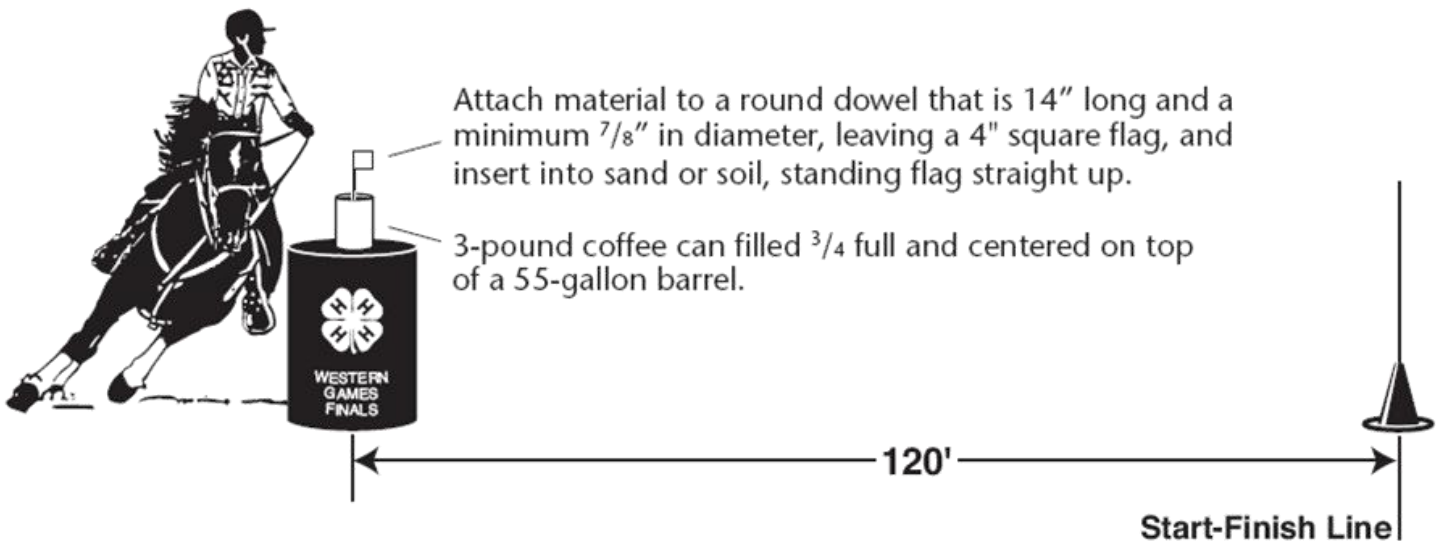 Attach material to a round dowel that is 14″ long and a
minimum 7/8″ in diameter, leaving a 4" square flag, and
insert into sand or soil, standing flag straight up.
3-pound coffee can filled 3/4 full and centered on top
of a 55-gallon barrel.
H H
H H
WESTERN
GAMES
FINALS
120'
Start-Finish Line